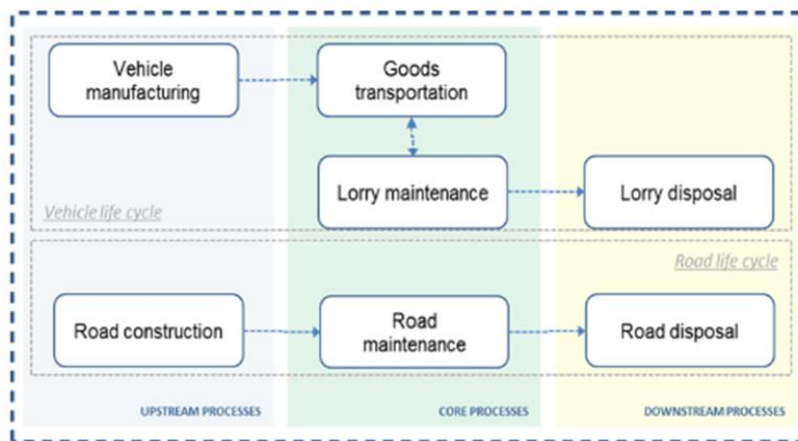 Vehicle
manufacturing
Goods
transportation
Lorry maintenance
Lorry disposal
Vehicle life cycle
Road life cycle
Road construction
Road
maintenance
Road disposal
UPSTREAM PROCESSES
CORE PROCESSES
DOWNSTREAM PROCESSES